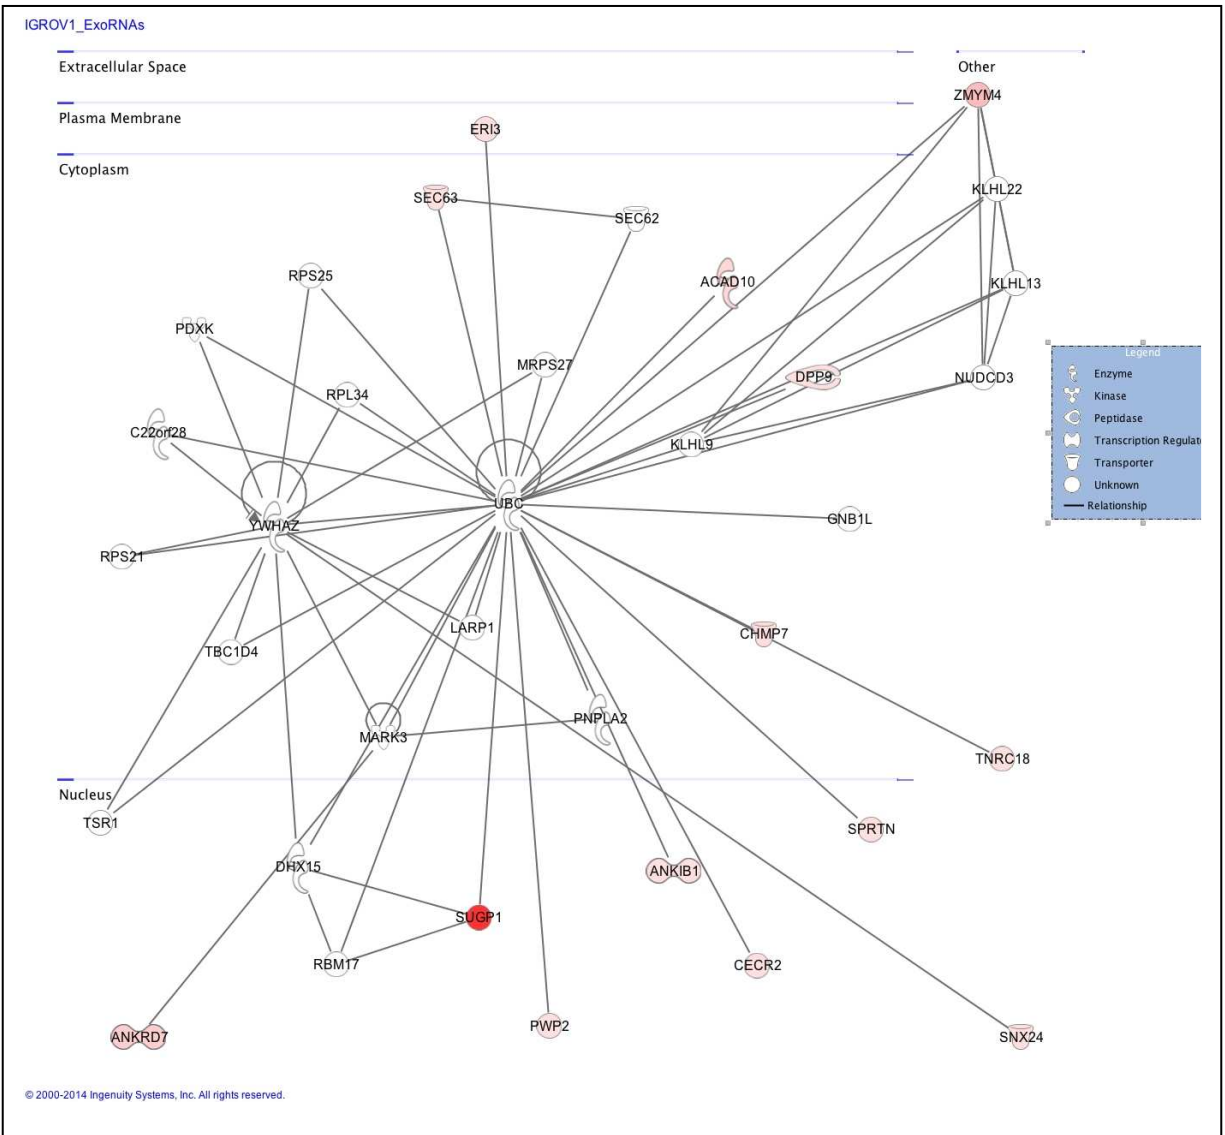 IGROV1_ExoRNAs
Extracellular Space
Other
ZMYM4
Plasma Membrane
ERI3
Cytoplasm
KLHL22
SEC63
SEC62
RPS25
ACAD10
KLHL13
PDXK
MRPS27
DPP9
NUDCD3
RPL34
C22orf28
KLHL9
Legend
Enzyme
Kinase
Peptidase
Transcription Regulat
Transporter
Unknown
Relationship
UBC
GNB1L
YWHAZ
RPS21
LARP1
CHMP7
TBC1D4
PNPLA2
MARK3
TNRC18
Nucleus
TSR1
SPRTN
DHX15
ANKIB1
SUGP1
RBM17
CECR2
PWP2
ANKRD7
SNX24
© 2000-2014 Ingenuity Systems, Inc. All rights reserved.